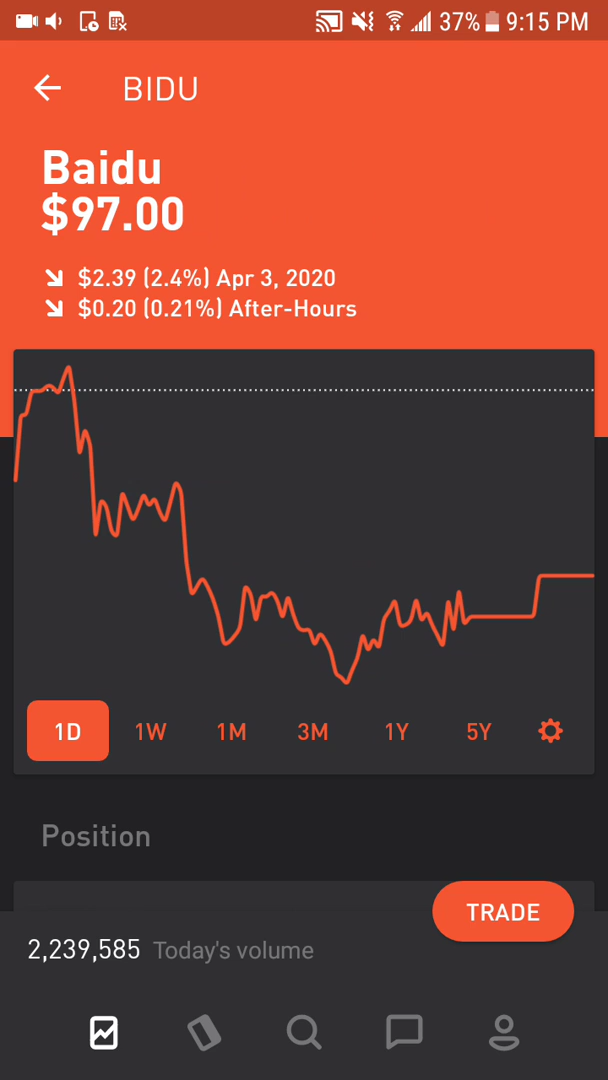 37% 9:15 PM
BIDU
Baidu
$97.00
$2.39 (2.4%) Apr 3, 2020
$0.20 (0.21%) After-Hours
1D 1W 1M 3M 1Y 5Y
Position
TRADE
2,239,585 Today's volume